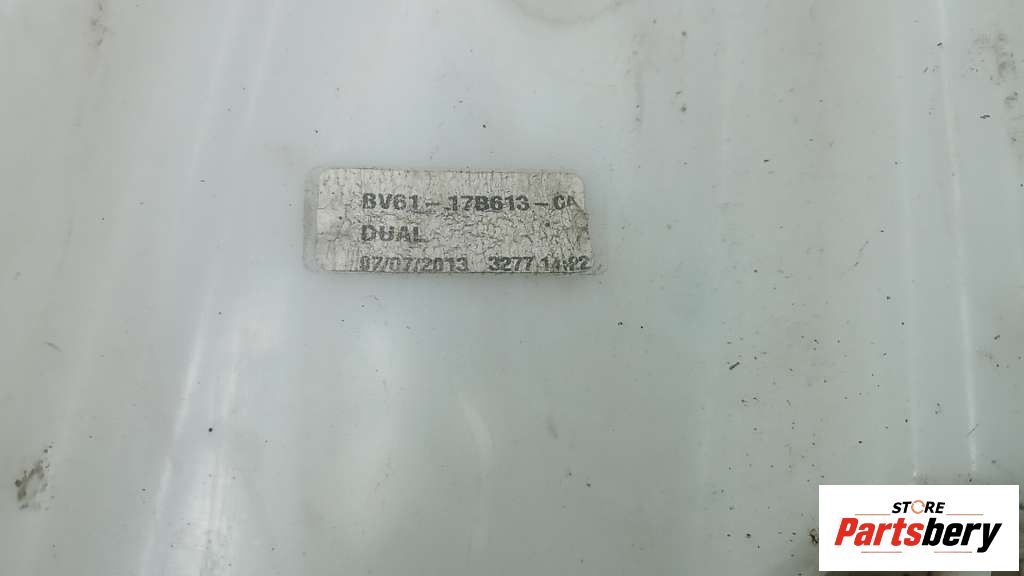 BV61-17B613-CA
DUAL
07/07/2013 3277 14:22
STORE
Partsbery